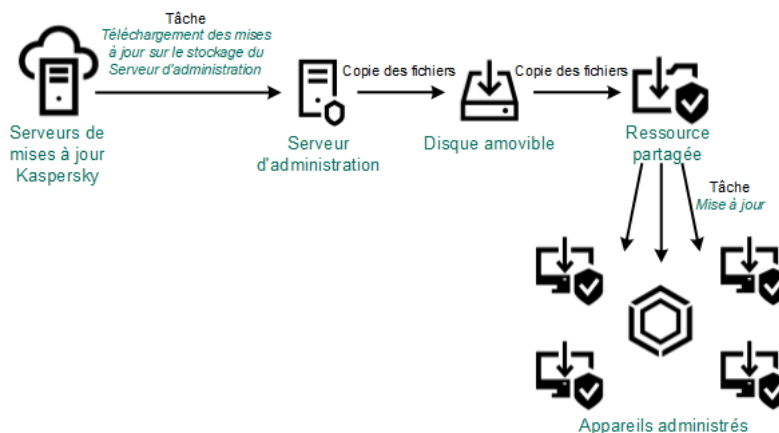 Tâche
Téléchargement des mises
à jour sur le stockage du
Serveur d'administration
Copie des fichiers
Copie des fichiers
Serveurs de
mises à jour
Kaspersky
Serveur
d'administration
Disque amovible
Ressource
partagée
Tâche
Mise à jour
Appareils administrés